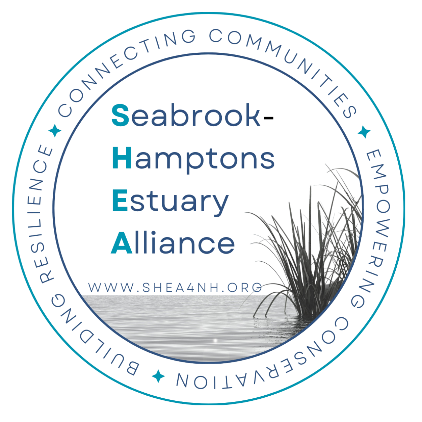 CONNECTING COMMUNITIES ✦ EMPOWERING CONSERVATION ✦ BUILDING RESILIENCE ✦
Seabrook-
Hamptons
Estuary
Alliance
WWW.SHEA4NH.ORG